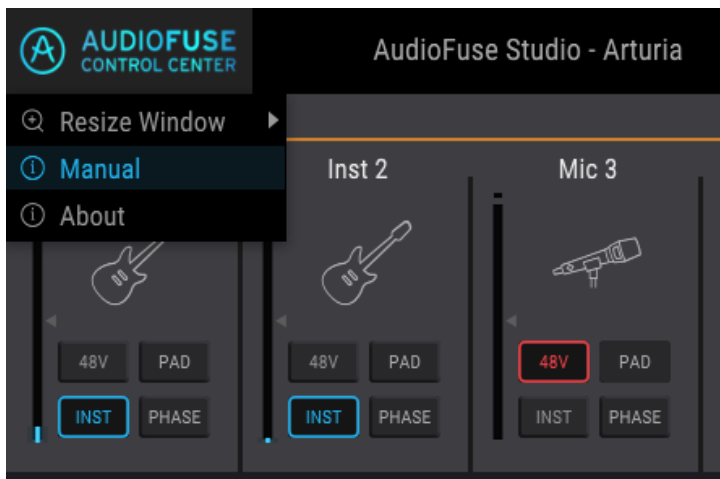 AUDIOFUSE
CONTROL CENTER
AudioFuse Studio - Arturia
Resize Window
Manual
About
Inst 2
Mic 3
48V PAD
INST PHASE
48V PAD
INST PHASE
48V PAD
INST PHASE